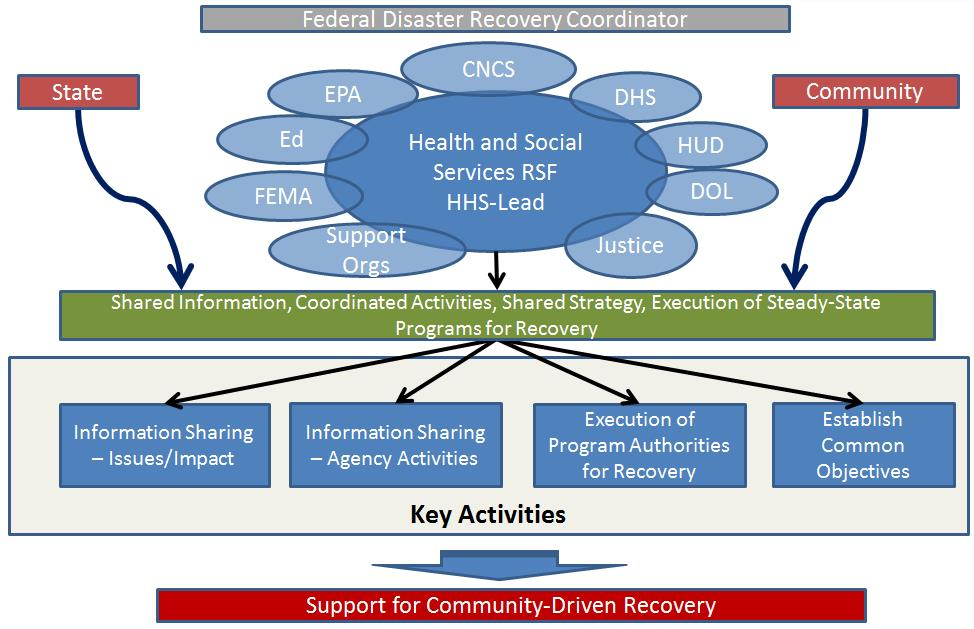 Federal Disaster Recovery Coordinator
CNCS
State
EPA
DHS
Community
Ed
Health and Social
Services RSF
HHS-Lead
HUD
FEMA
DOL
Support
Orgs
Justice
Shared Information, Coordinated Activities, Shared Strategy, Execution of Steady-State
Programs for Recovery
Information Sharing
– Issues/Impact
Information Sharing
– Agency Activities
Execution of
Program Authorities
for Recovery
Establish
Common
Objectives
Key Activities
Support for Community-Driven Recovery